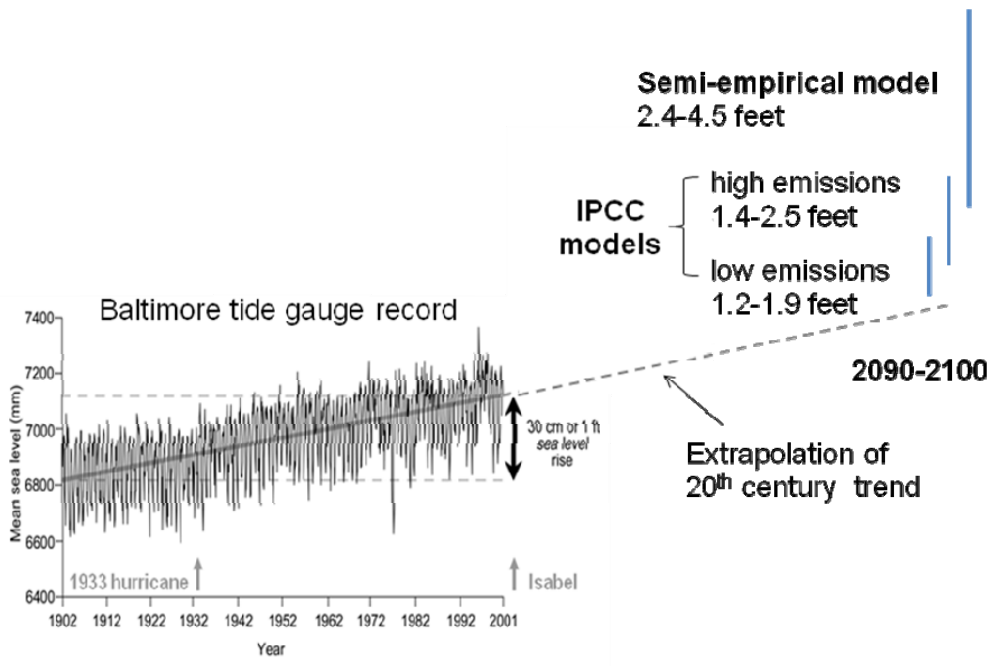 Semi-empirical model
2.4-4.5 feet
IPCC
models
high emissions
1.4-2.5 feet
low emissions
1.2-1.9 feet
Baltimore tide gauge record
7400
7200
7000
6800
6600
6400
Mean sea level (mm)
30 cm or 1 ft
sea level
rise
2090-2100
Extrapolation of
20th century trend
1933 hurricane
Isabel
1902 1912 1922 1932 1942 1952 1962 1972 1982 1992 2001
Year